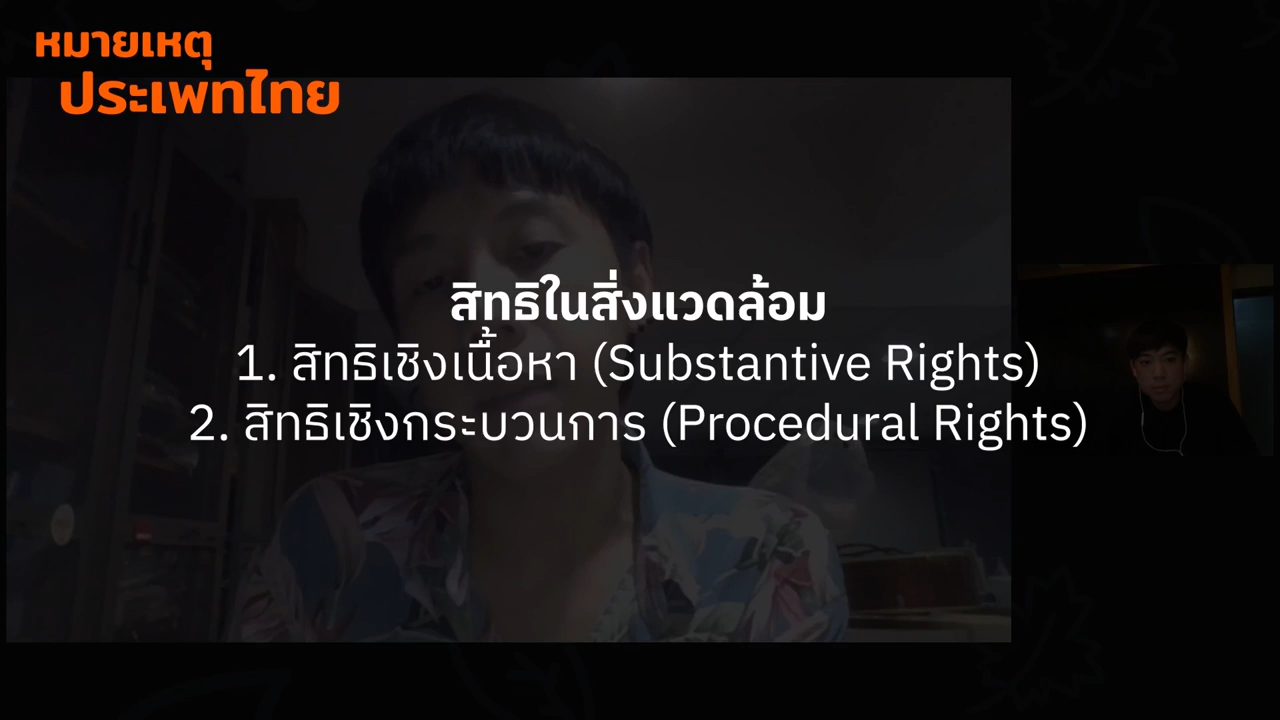 หมายเหตุ
ประเพทไทย
สิทธิในสิ่งแวดล้อม
1. สิทธิเชิงเนื้อหา (Substantive Rights)
2. สิทธิเชิงกระบวนการ (Procedural Rights)